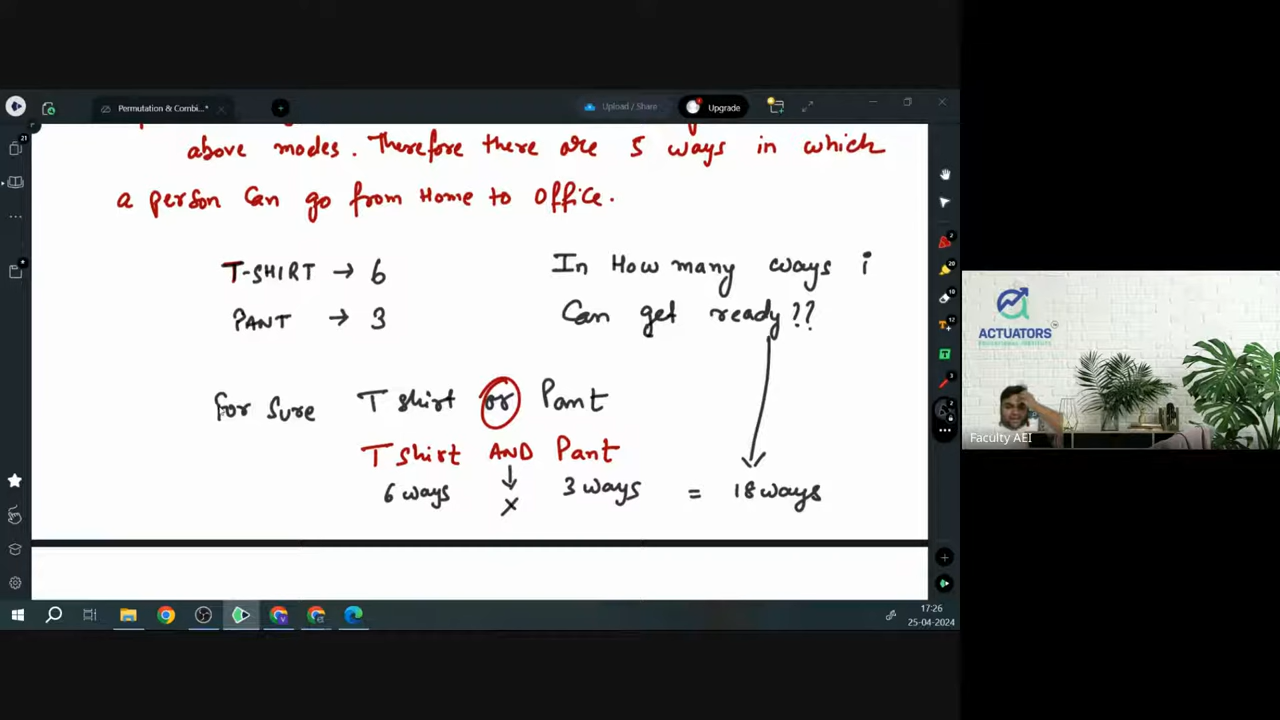 Permutation & Combi...*
Upload / Share
Upgrade
above modes. Therefore there are 5 ways in which
a person Can go from Home to Office.
T-SHIRT → 6
In How many ways i
PANT → 3
Can get ready??
For Sure T shirt or Pant
T shirt AND Pant
6 ways × 3 ways = 18 ways
ACTUATORS
Faculty AEI
17:26
25-04-2024